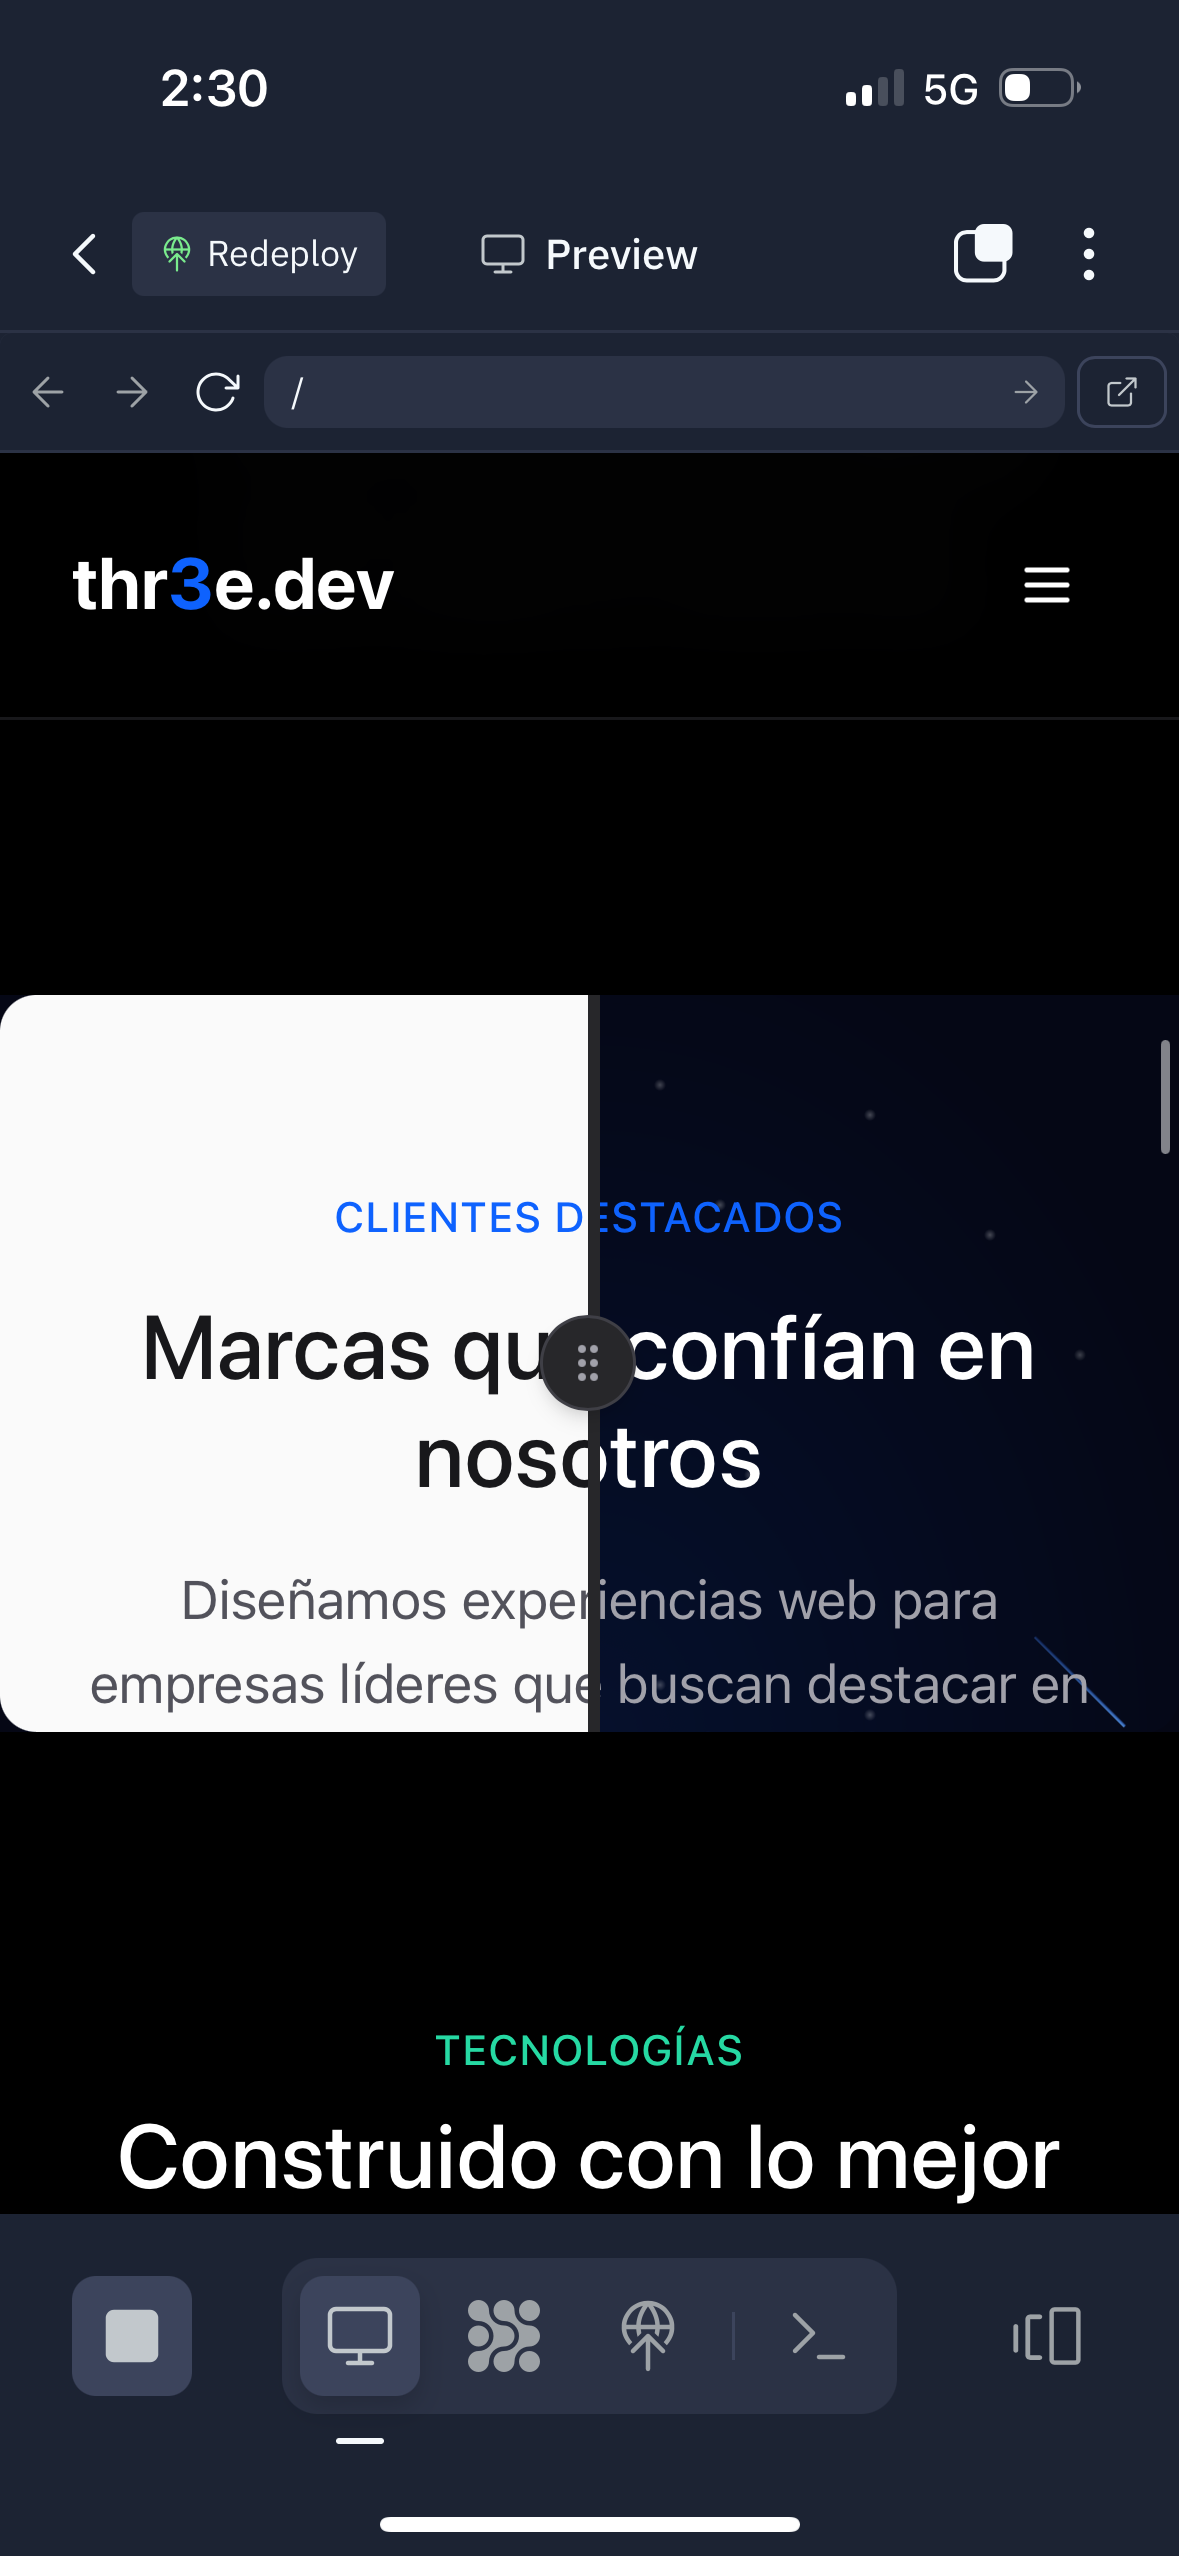 2:30
5G
Redeploy
Preview
/
thr3e.dev
CLIENTES DESTACADOS
Marcas qu confían en
nosotros
Diseñamos experiencias web para
empresas líderes que buscan destacar en
TECNOLOGÍAS
Construido con lo mejor